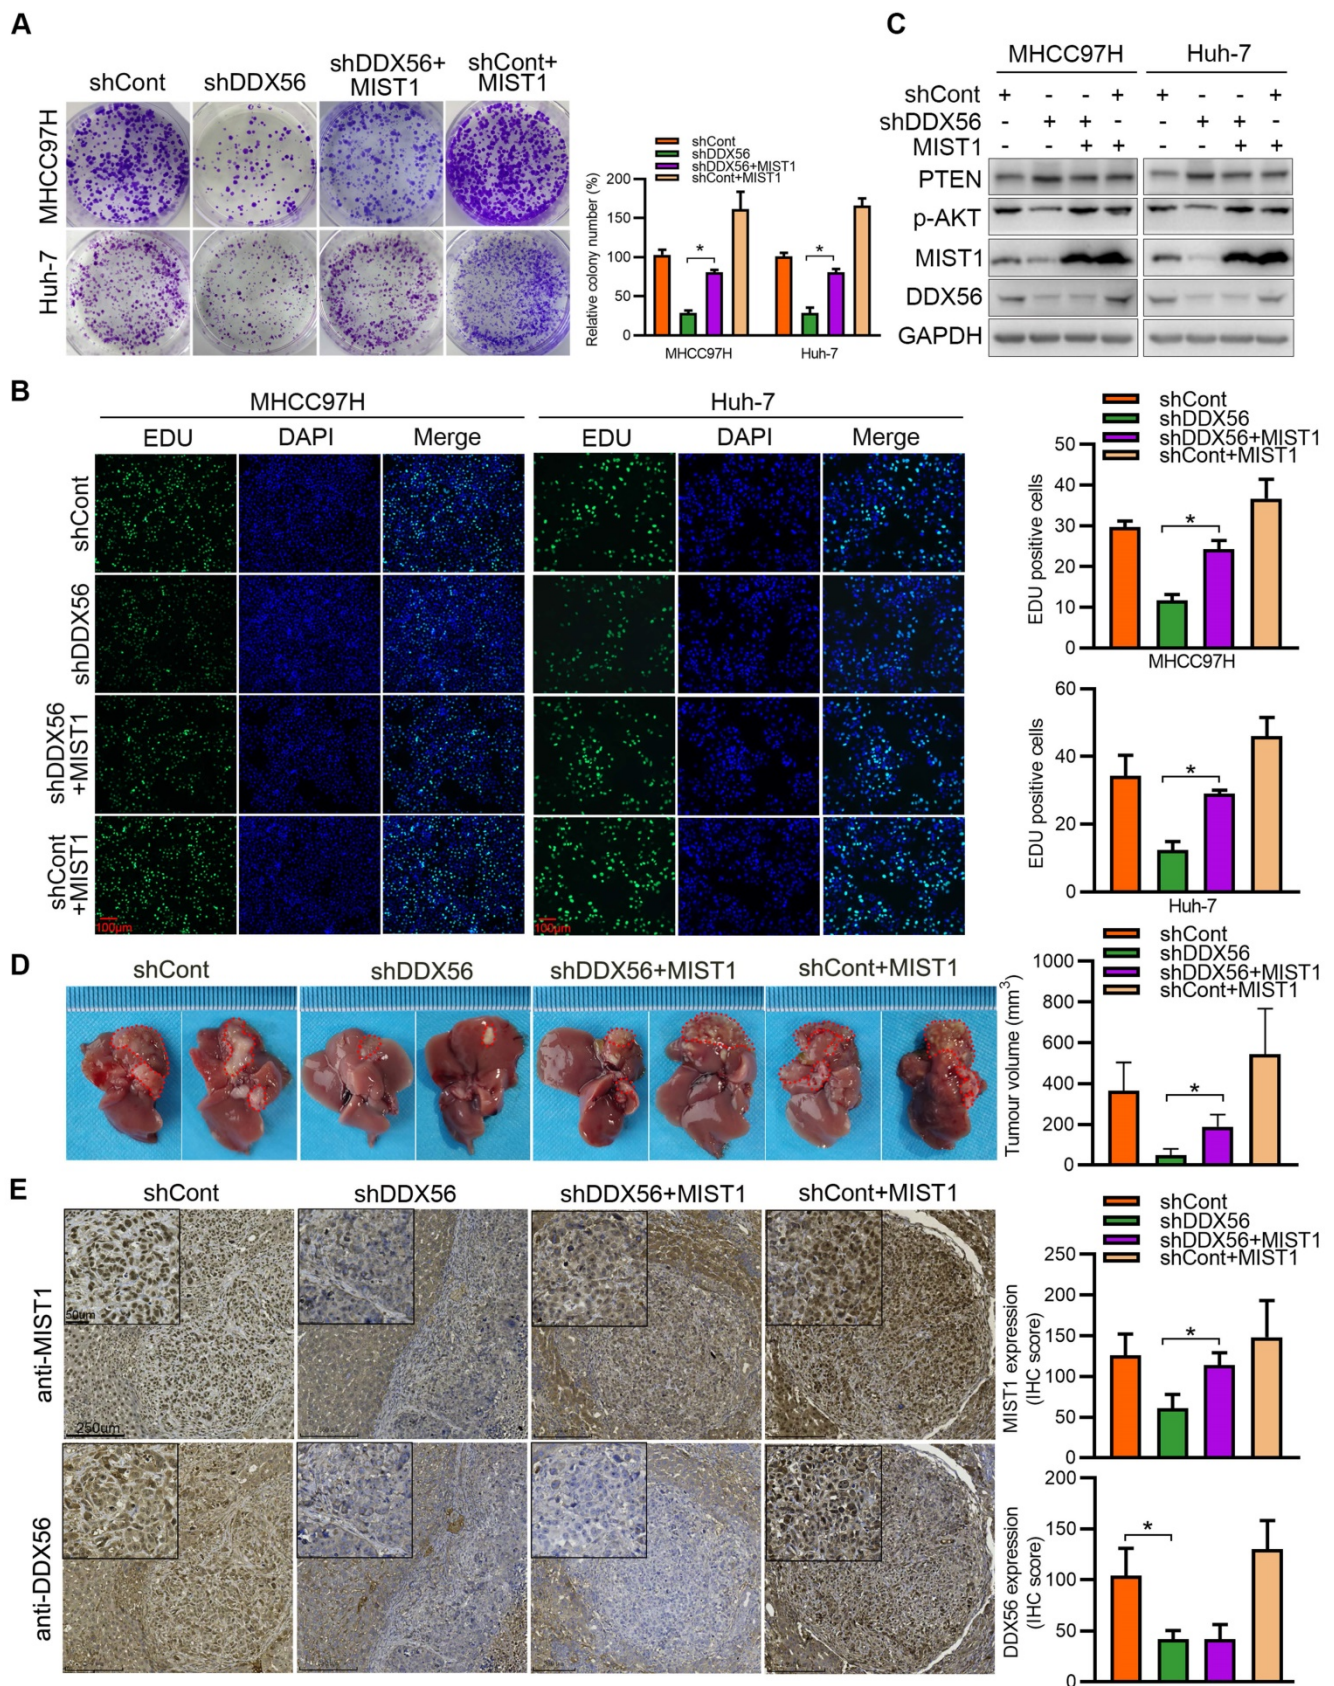 A
shCont
shDDX56
shDDX56+
MIST1
shCont+
MIST1
MHCC97H
Huh-7
Relative colony number (%)
shCont
shDDX56
shDDX56+MIST1
shCont+MIST1
200
150
100
50
0
*
*
MHCC97H
Huh-7
C
MHCC97H
Huh-7
shCont + - - + + - - +
shDDX56 - + + - - + + -
MIST1 - - + + - - + +
PTEN
p-AKT
MIST1
DDX56
GAPDH
B
MHCC97H
Huh-7
EDU
DAPI
Merge
EDU
DAPI
Merge
shCont
shDDX56
shDDX56
+MIST1
shCont
+MIST1
100μm
100μm
shCont
shDDX56
shDDX56+MIST1
shCont+MIST1
EDU positive cells
50
40
30
20
10
0
*
MHCC97H
EDU positive cells
60
40
20
0
*
Huh-7
D
shCont
shDDX56
shDDX56+MIST1
shCont+MIST1
shCont
shDDX56
shDDX56+MIST1
shCont+MIST1
Tumour volume (mm³)
1000
800
600
400
200
0
*
E
shCont
shDDX56
shDDX56+MIST1
shCont+MIST1
anti-MIST1
50um
250um
anti-DDX56
shCont
shDDX56
shDDX56+MIST1
shCont+MIST1
MIST1 expression
(IHC score)
250
200
150
100
50
0
*
DDX56 expression
(IHC score)
200
150
100
50
0
*